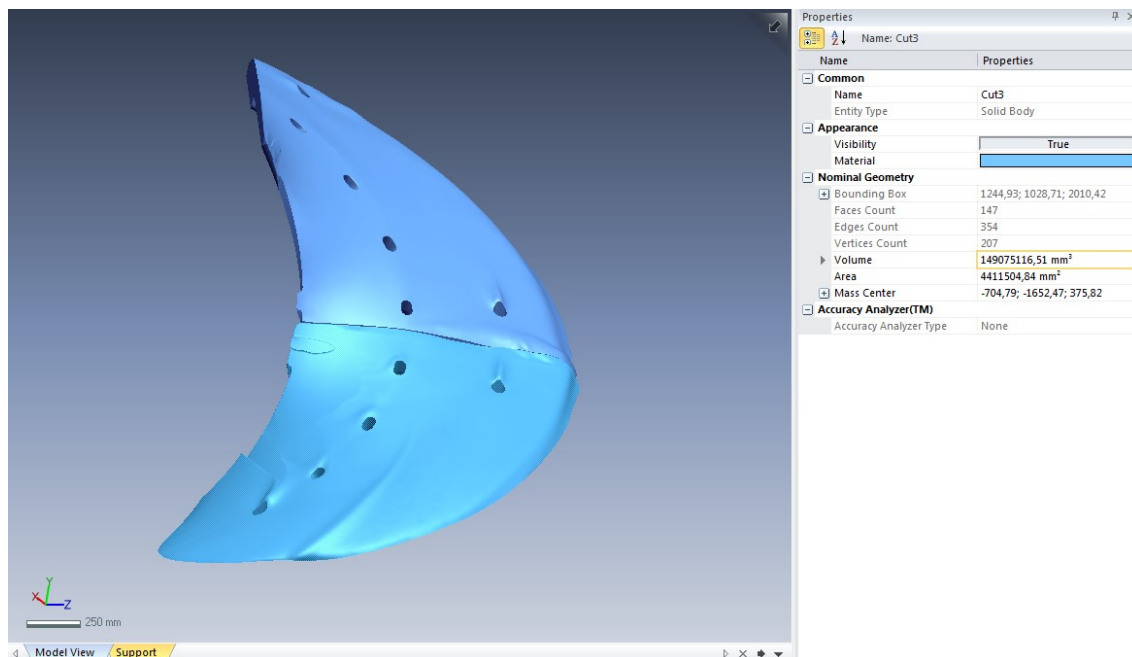 Properties
A
Z
Name: Cut3
Name Properties
Common
Name Cut3
Entity Type Solid Body
Appearance
Visibility True
Material
Nominal Geometry
Bounding Box 1244,93; 1028,71; 2010,42
Faces Count 147
Edges Count 354
Vertices Count 207
Volume 149075116,51 mm³
Area 4411504,84 mm²
Mass Center -704,79; -1652,47; 375,82
Accuracy Analyzer(TM)
Accuracy Analyzer Type None
Y
X
Z
250 mm
Model View Support